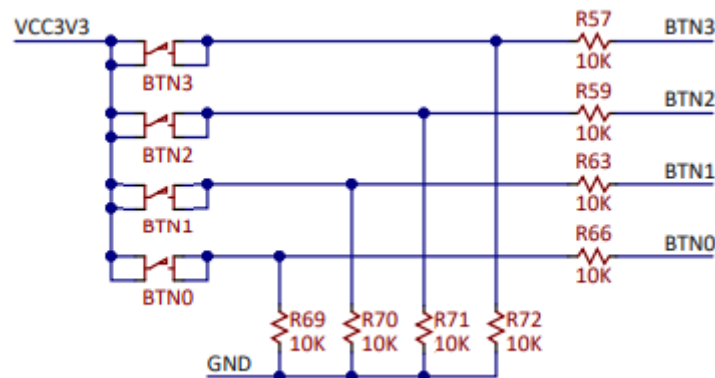 VCC3V3
R57
BTN3
10K
BTN3
R59
BTN2
10K
BTN2
R63
BTN1
10K
BTN1
R66
BTN0
10K
BTN0
R69 R70 R71 R72
10K 10K 10K 10K
GND